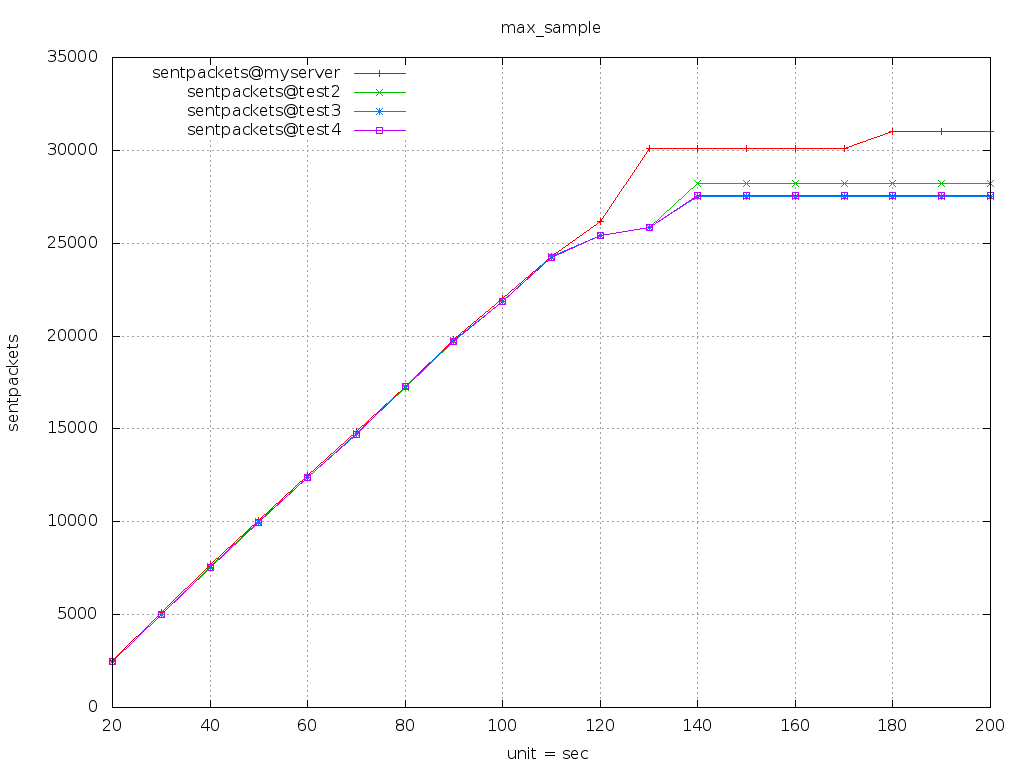 max_sample
35000
30000
25000
20000
15000
10000
5000
0
sentpackets@myserver
sentpackets@test2
sentpackets@test3
sentpackets@test4
sentpackets
20 40 60 80 100 120 140 160 180 200
unit = sec